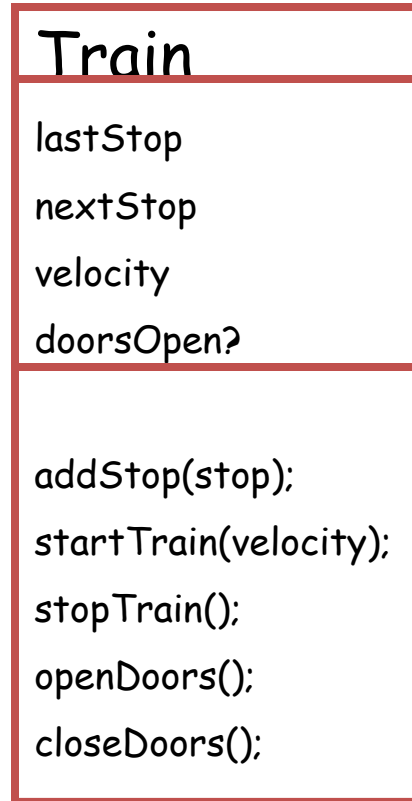 Train
lastStop
nextStop
velocity
doorsOpen?
addStop(stop);
startTrain(velocity);
stopTrain();
openDoors();
closeDoors();